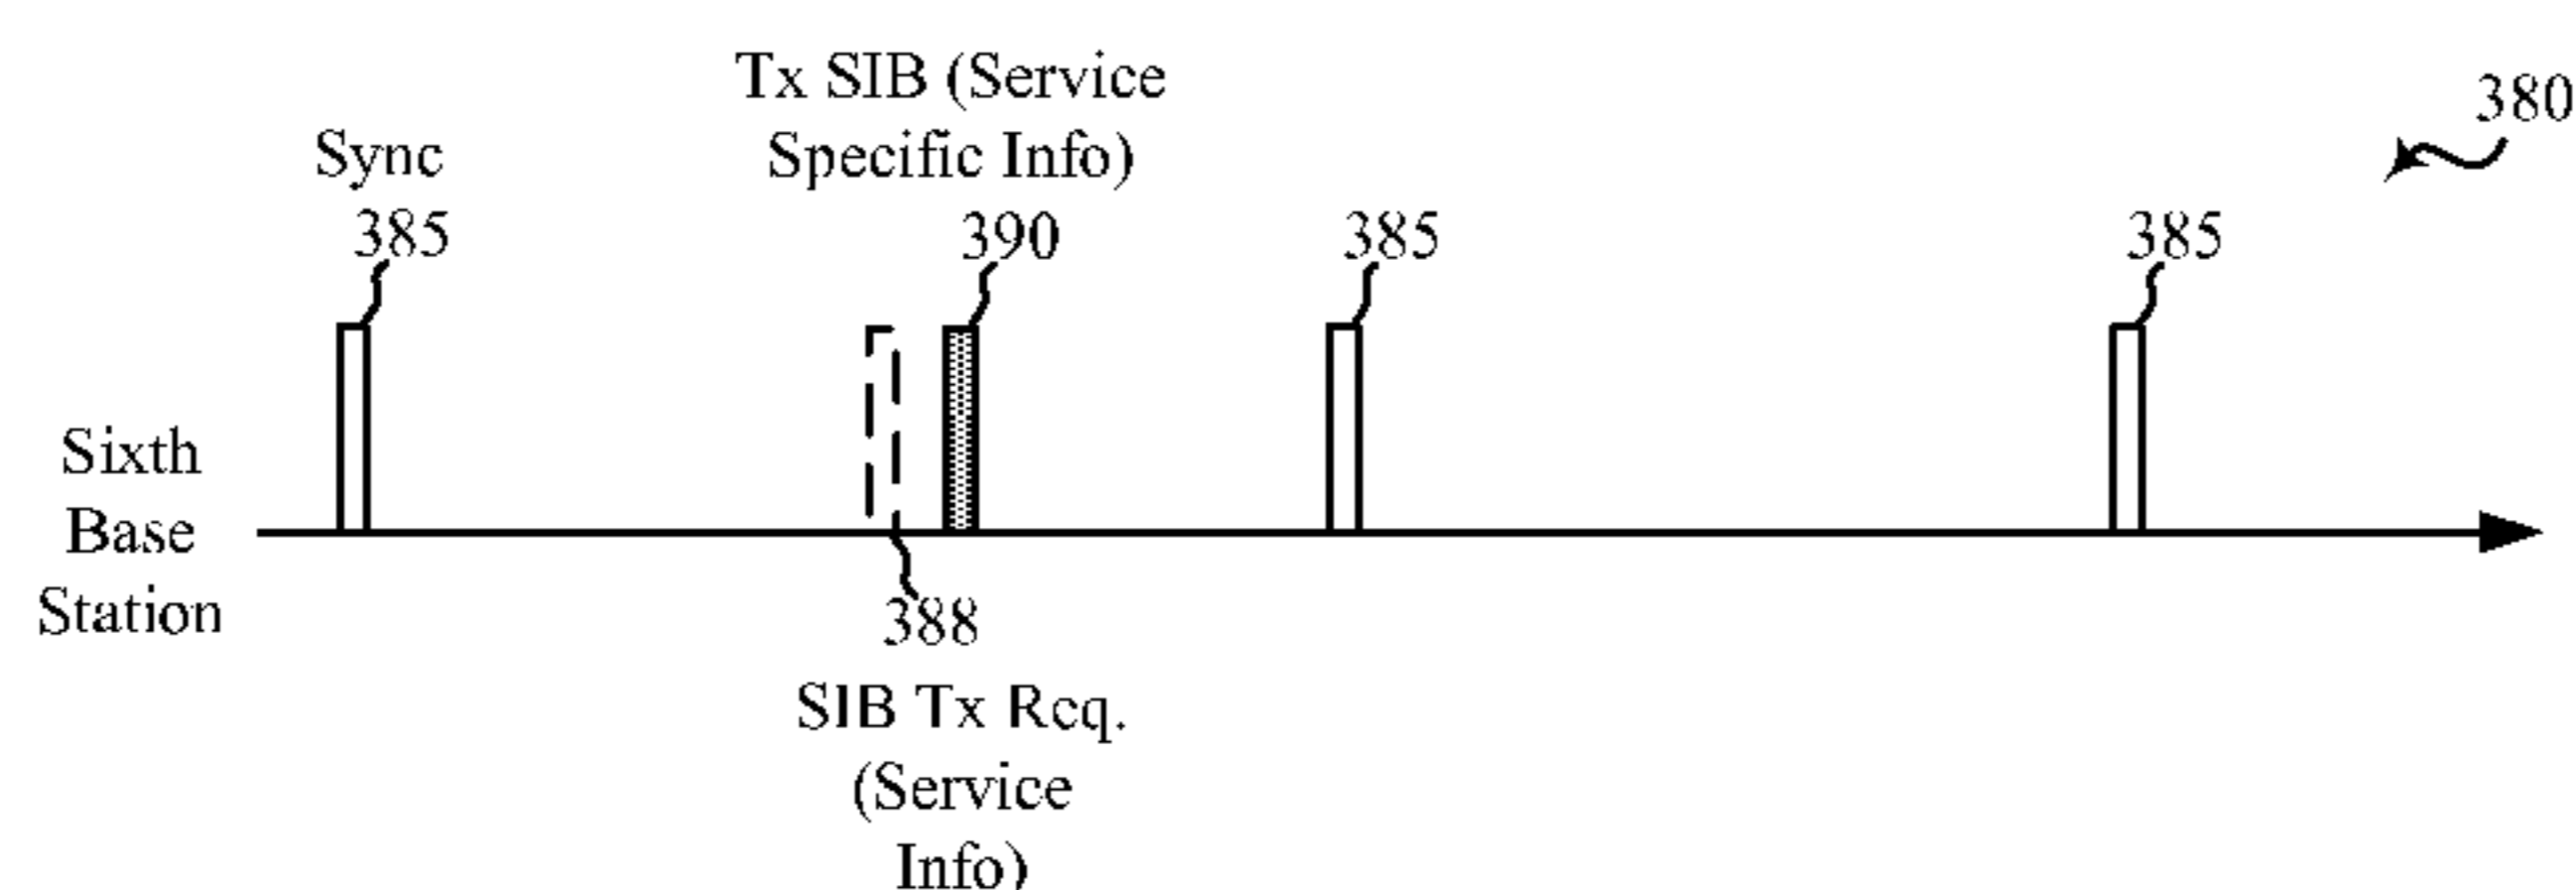 Tx SIB (Service
Specific Info)
380
Sync
385
390
385
385
Sixth
Base
Station
388
SIB Tx Req.
(Service
Info)